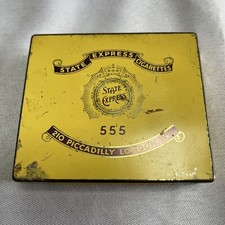 STATE EXPRESS CIGARETTES
STATE
EXPRESS
555
210 PICCADILLY LONDON